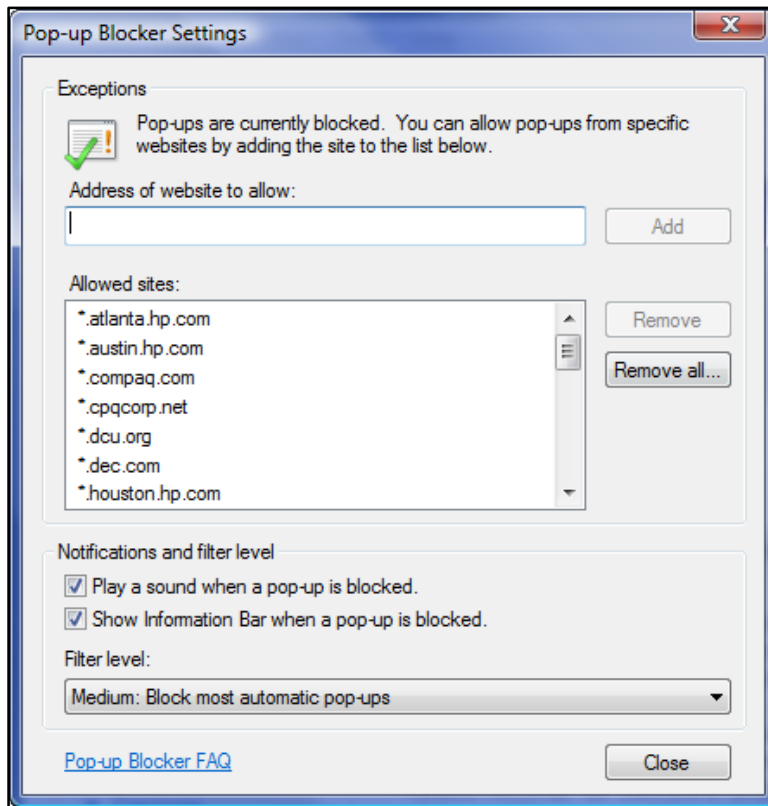 Pop-up Blocker Settings
Exceptions
Pop-ups are currently blocked.  You can allow pop-ups from specific
websites by adding the site to the list below.
Address of website to allow:
Add
Allowed sites:
*.atlanta.hp.com
*.austin.hp.com
*.compaq.com
*.cpqcorp.net
*.dcu.org
*.dec.com
*.houston.hp.com
Remove
Remove all...
Notifications and filter level
Play a sound when a pop-up is blocked.
Show Information Bar when a pop-up is blocked.
Filter level:
Medium: Block most automatic pop-ups
Pop-up Blocker FAQ
Close